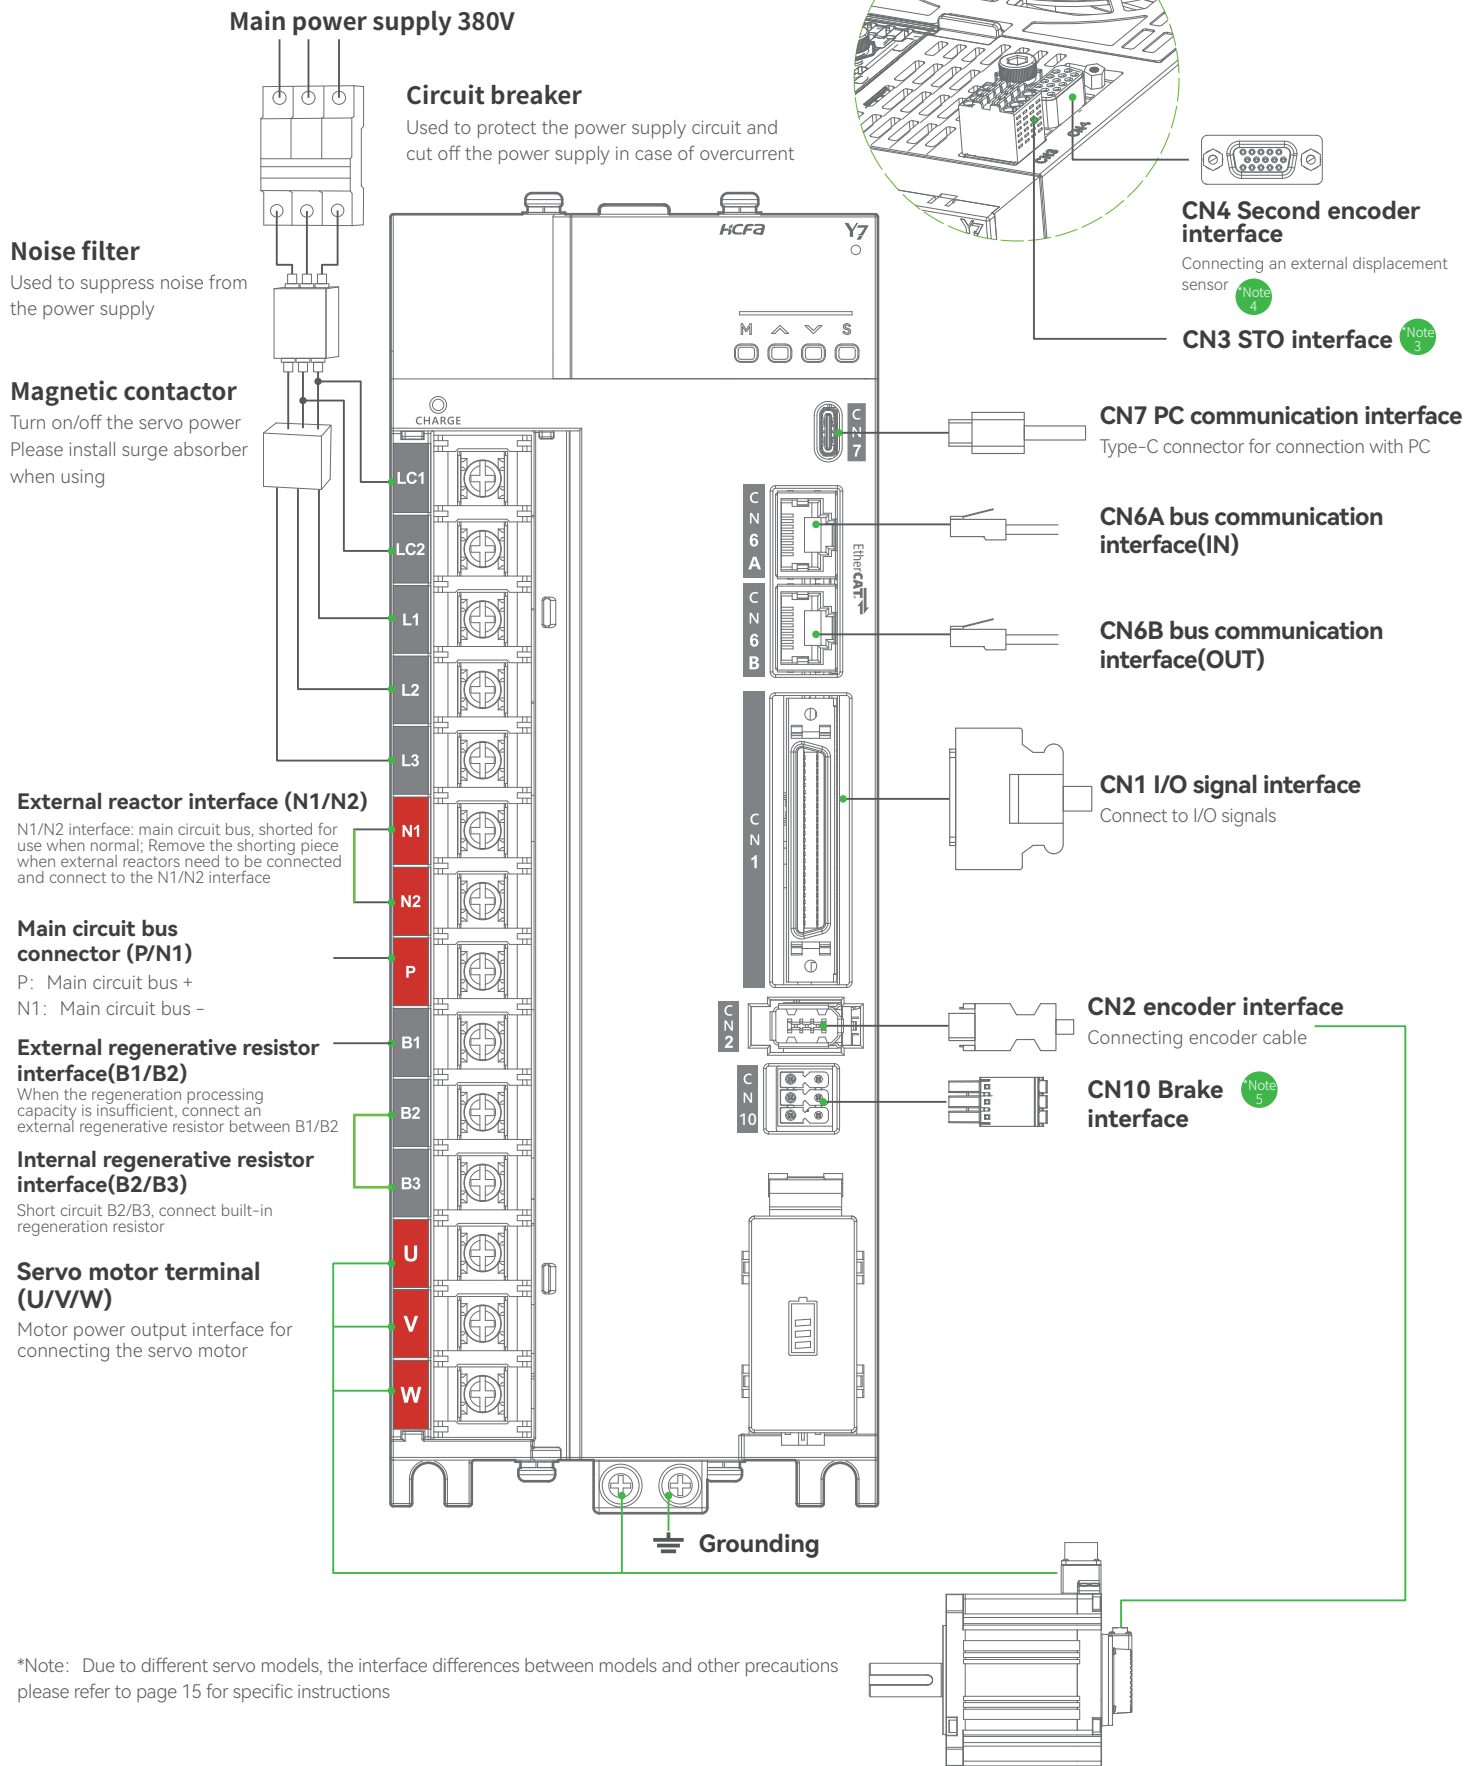 Main power supply 380V
Circuit breaker
Used to protect the power supply circuit and
cut off the power supply in case of overcurrent
Noise filter
Used to suppress noise from
the power supply
Magnetic contactor
Turn on/off the servo power
Please install surge absorber
when using
External reactor interface (N1/N2)
N1/N2 interface: main circuit bus, shorted for
use when normal; Remove the shorting piece
when external reactors need to be connected
and connect to the N1/N2 interface
Main circuit bus
connector (P/N1)
P: Main circuit bus +
N1: Main circuit bus -
External regenerative resistor
interface(B1/B2)
When the regeneration processing
capacity is insufficient, connect an
external regenerative resistor between B1/B2
Internal regenerative resistor
interface(B2/B3)
Short circuit B2/B3, connect built-in
regeneration resistor
Servo motor terminal
(U/V/W)
Motor power output interface for
connecting the servo motor
HCFA
Y7
M S
CHARGE
LC1
LC2
L1
L2
L3
N1
N2
P
B1
B2
B3
U
V
W
CN7
CN6A
EtherCAT
CN6B
CN1
CN2
CN10
Grounding
CN3
CN4
Y7
CN4 Second encoder
interface
Connecting an external displacement
sensor
*Note
4
CN3 STO interface
*Note
3
CN7 PC communication interface
Type-C connector for connection with PC
CN6A bus communication
interface(IN)
CN6B bus communication
interface(OUT)
CN1 I/O signal interface
Connect to I/O signals
CN2 encoder interface
Connecting encoder cable
CN10 Brake
interface
*Note
5
*Note: Due to different servo models, the interface differences between models and other precautions
please refer to page 15 for specific instructions